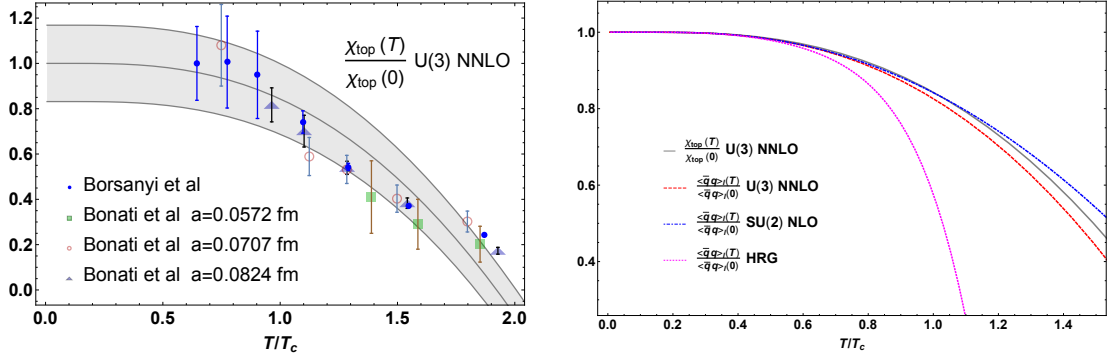 1.2
1.0
0.8
0.6
0.4
0.2
0.0
χtop (T)
χtop (0)
U(3) NNLO
Borsanyi et al
Bonati et al a=0.0572 fm
Bonati et al a=0.0707 fm
Bonati et al a=0.0824 fm
0.0 0.5 1.0 1.5 2.0
T/Tc
1.0
0.8
0.6
0.4
χtop (T)
χtop (0)
U(3) NNLO
<q̅ q>l(T)
<q̅ q>l(0)
U(3) NNLO
<q̅ q>l(T)
<q̅ q>l(0)
SU(2) NLO
<q̅ q>l(T)
<q̅ q>l(0)
HRG
0.0 0.2 0.4 0.6 0.8 1.0 1.2 1.4
T/Tc